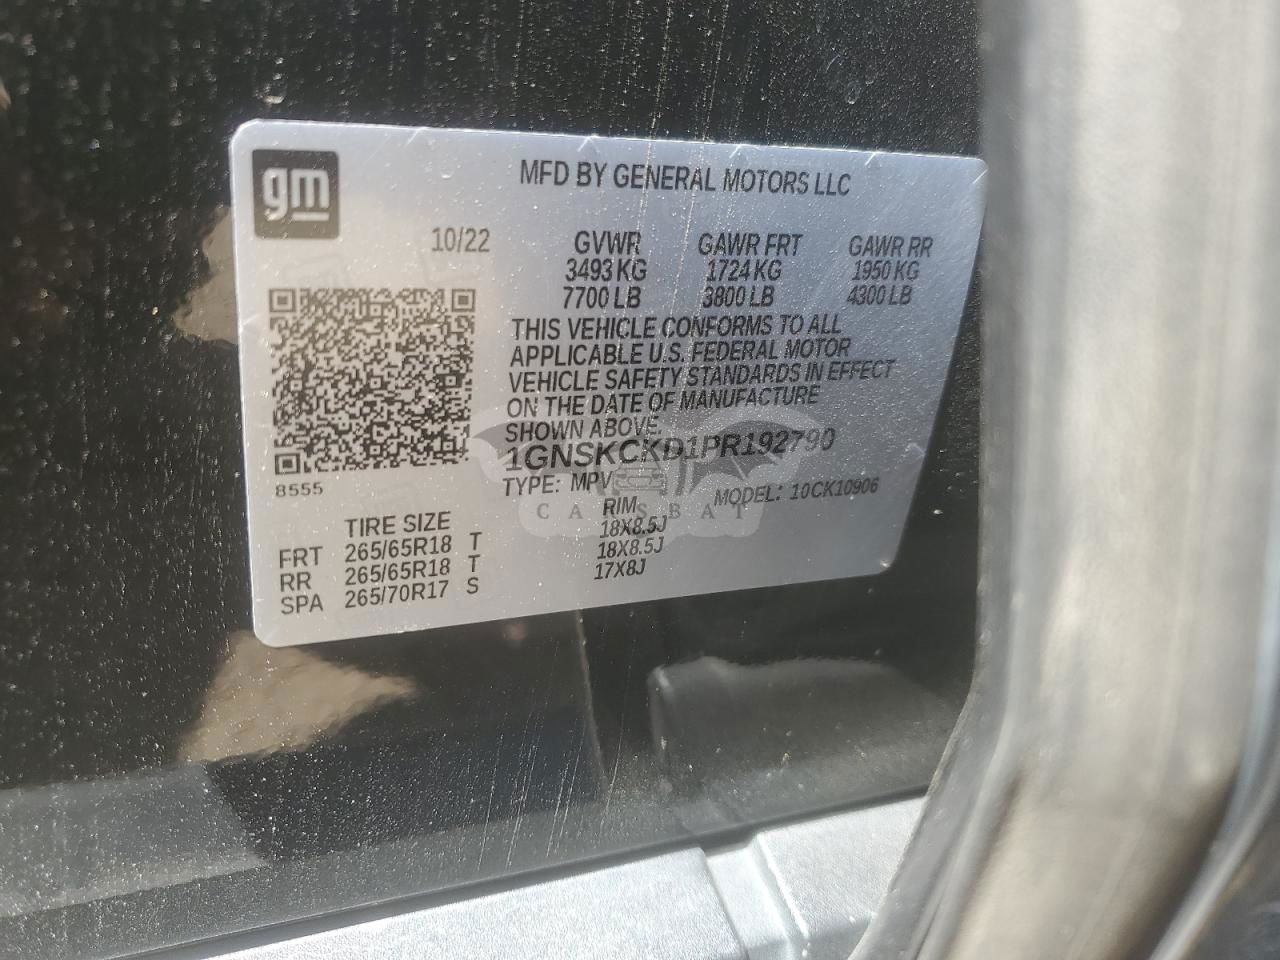 gm
MFD BY GENERAL MOTORS LLC
10/22 GVWR GAWR FRT GAWR RR
3493 KG 1724 KG 1950 KG
7700 LB 3800 LB 4300 LB
THIS VEHICLE CONFORMS TO ALL
APPLICABLE U.S. FEDERAL MOTOR
VEHICLE SAFETY STANDARDS IN EFFECT
ON THE DATE OF MANUFACTURE
SHOWN ABOVE.
1GNSKCKD1PR192790
TYPE: MPV MODEL: 10CK10906
8555
TIRE SIZE RIM
FRT 265/65R18 T 18X8.5J
RR 265/65R18 T 18X8.5J
SPA 265/70R17 S 17X8J
CARSBAT